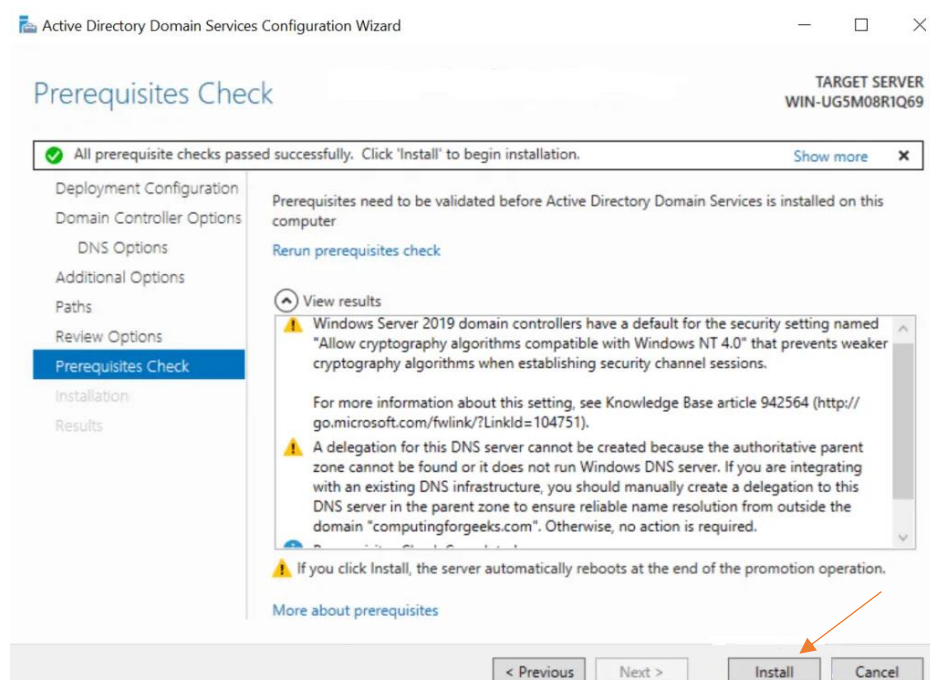 Active Directory Domain Services Configuration Wizard
Prerequisites Check
TARGET SERVER
WIN-UG5M08R1Q69
All prerequisite checks passed successfully. Click 'Install' to begin installation.
Show more
Deployment Configuration
Domain Controller Options
DNS Options
Additional Options
Paths
Review Options
Prerequisites Check
Installation
Results
Prerequisites need to be validated before Active Directory Domain Services is installed on this
computer
Rerun prerequisites check
View results
Windows Server 2019 domain controllers have a default for the security setting named
"Allow cryptography algorithms compatible with Windows NT 4.0" that prevents weaker
cryptography algorithms when establishing security channel sessions.
For more information about this setting, see Knowledge Base article 942564 (http://
go.microsoft.com/fwlink/?LinkId=104751).
A delegation for this DNS server cannot be created because the authoritative parent
zone cannot be found or it does not run Windows DNS server. If you are integrating
with an existing DNS infrastructure, you should manually create a delegation to this
DNS server in the parent zone to ensure reliable name resolution from outside the
domain "computingforgeeks.com". Otherwise, no action is required.
If you click Install, the server automatically reboots at the end of the promotion operation.
More about prerequisites
< Previous
Next >
Install
Cancel